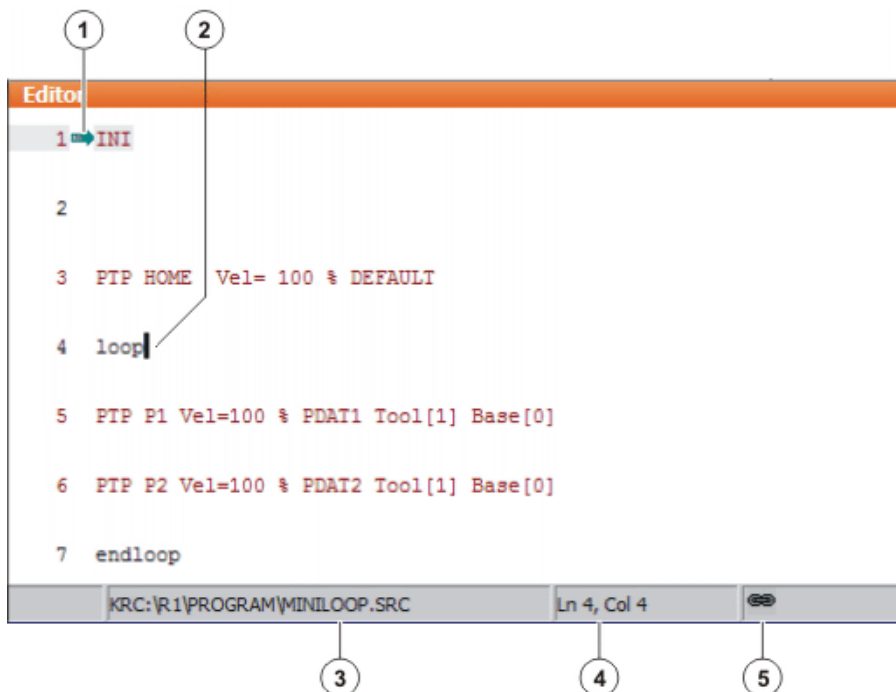 1 2
Editor
1 INI
2
3 PTP HOME  Vel= 100 % DEFAULT
4 loop
5 PTP P1 Vel=100 % PDAT1 Tool[1] Base[0]
6 PTP P2 Vel=100 % PDAT2 Tool[1] Base[0]
7 endloop
KRC:\R1\PROGRAM\MINILOOP.SRC Ln 4, Col 4
3 4 5